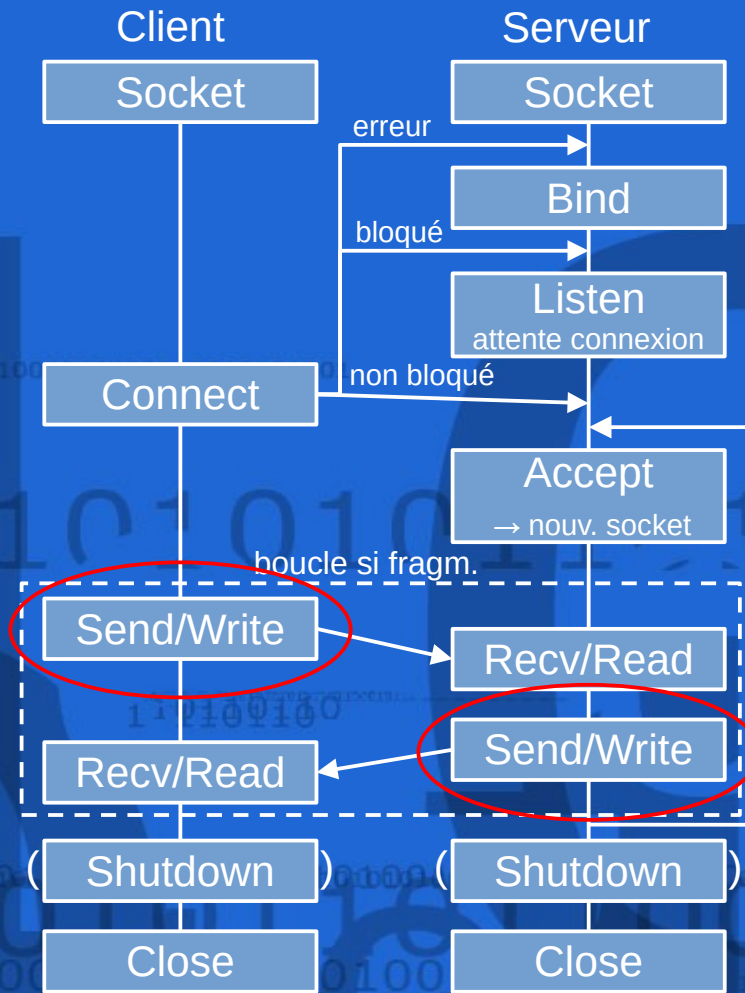 Client
Serveur
Socket
Socket
erreur
Bind
bloqué
Listen
attente connexion
non bloqué
Connect
Accept
→ nouv. socket
boucle si fragm.
Send/Write
Recv/Read
Send/Write
Recv/Read
( Shutdown )
( Shutdown )
Close
Close